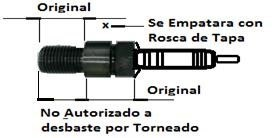 Original
x
Se Empatara con
Rosca de Tapa
Original
No Autorizado a
desbaste por Torneado